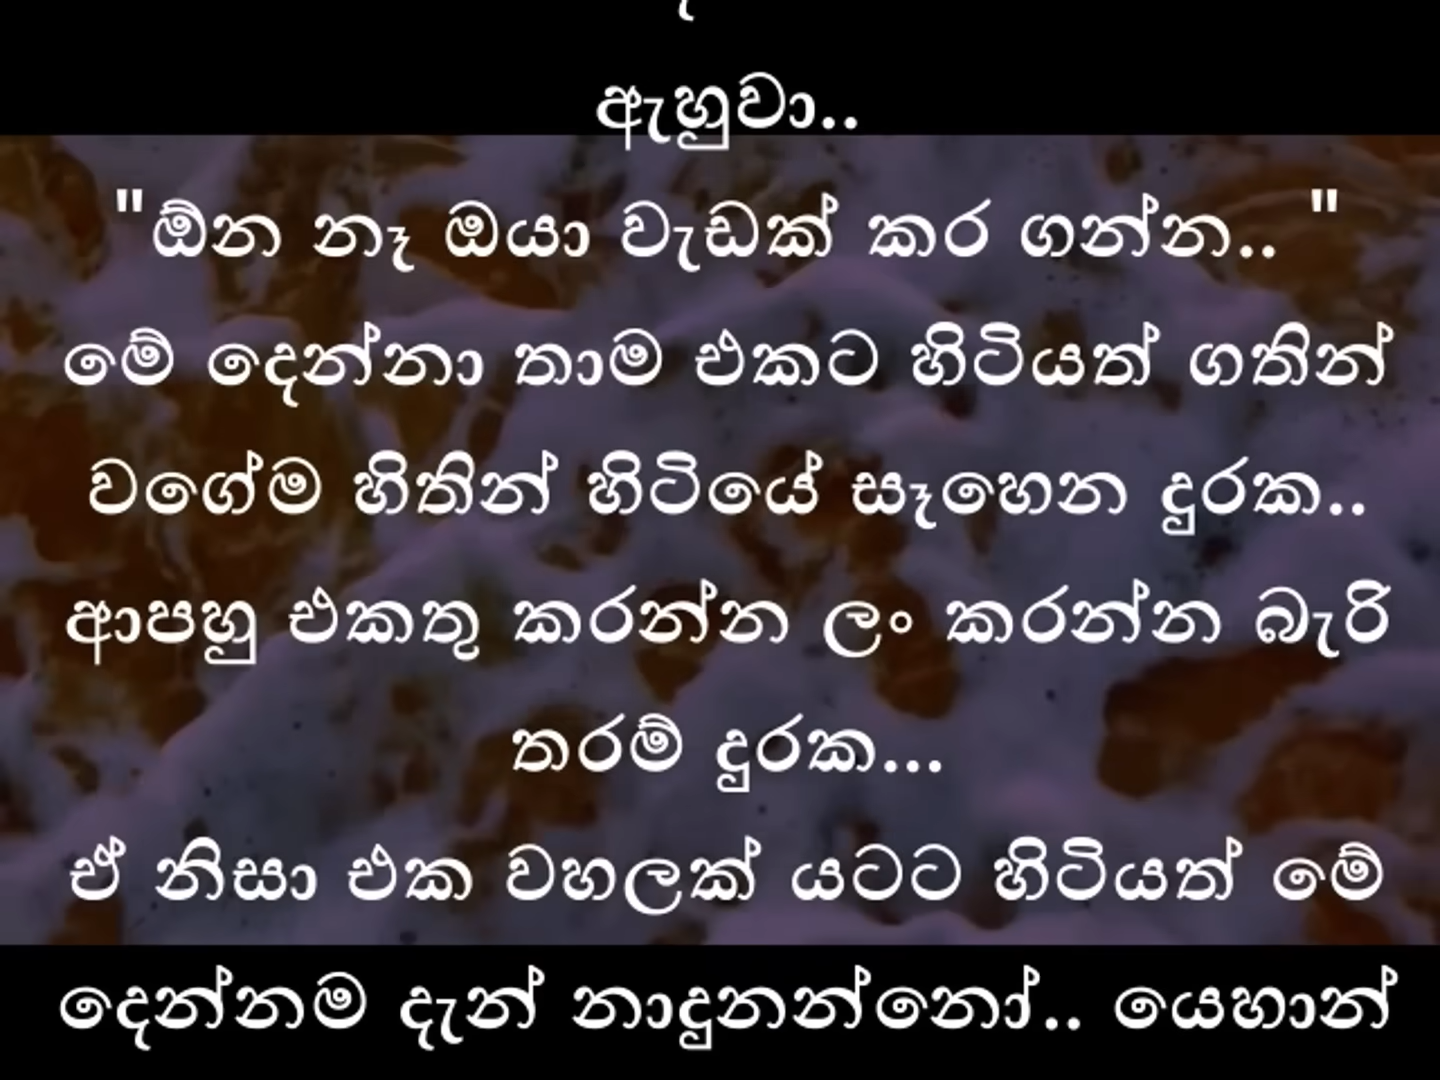 ඇහුවා..
"ඕන නෑ ඔයා වැඩක් කර ගන්න.. "
මේ දෙන්නා තාම එකට හිටියත් ගතින්
වගේම හිතින් හිටියේ සෑහෙන දුරක..
ආපහු එකතු කරන්න ලං කරන්න බැරි
තරම් දුරක...
ඒ නිසා එක වහලක් යටට හිටියත් මේ
දෙන්නම දැන් නාදුනන්නෝ.. යෙහාන්